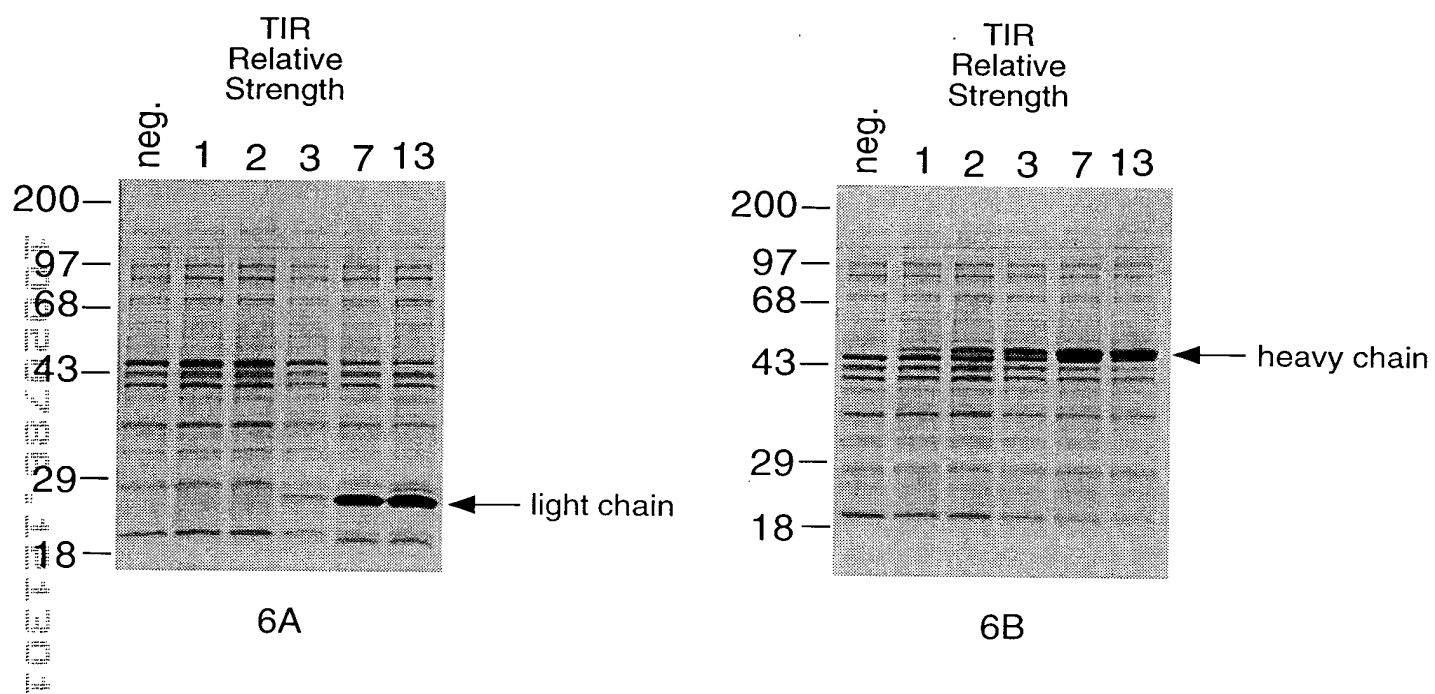 TIR
Relative
Strength
neg. 1 2 3 7 13
200
97
68
43
29
18
light chain
6A
TIR
Relative
Strength
neg. 1 2 3 7 13
200
97
68
43
29
18
heavy chain
6B